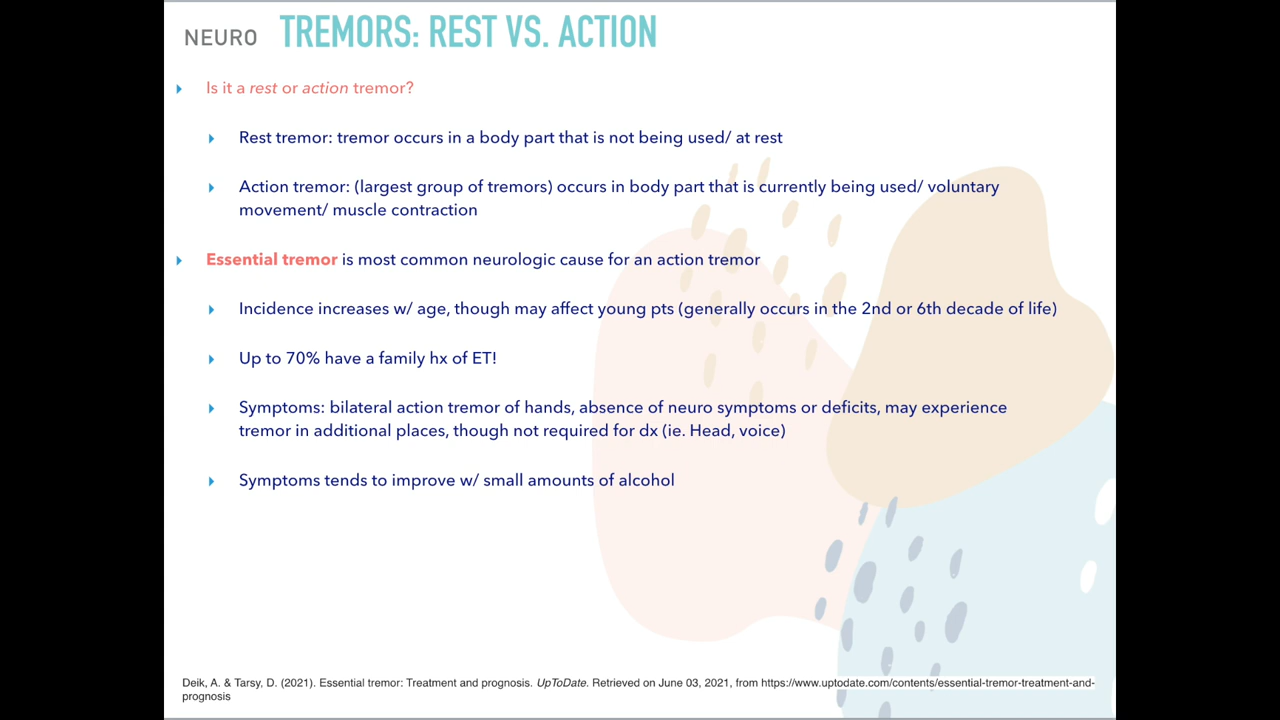 NEURO TREMORS: REST VS. ACTION
Is it a rest or action tremor?
Rest tremor: tremor occurs in a body part that is not being used/ at rest
Action tremor: (largest group of tremors) occurs in body part that is currently being used/ voluntary
movement/ muscle contraction
Essential tremor is most common neurologic cause for an action tremor
Incidence increases w/ age, though may affect young pts (generally occurs in the 2nd or 6th decade of life)
Up to 70% have a family hx of ET!
Symptoms: bilateral action tremor of hands, absence of neuro symptoms or deficits, may experience
tremor in additional places, though not required for dx (ie. Head, voice)
Symptoms tends to improve w/ small amounts of alcohol
Deik, A. & Tarsy, D. (2021). Essential tremor: Treatment and prognosis. UpToDate. Retrieved on June 03, 2021, from https://www.uptodate.com/contents/essential-tremor-treatment-and-
prognosis